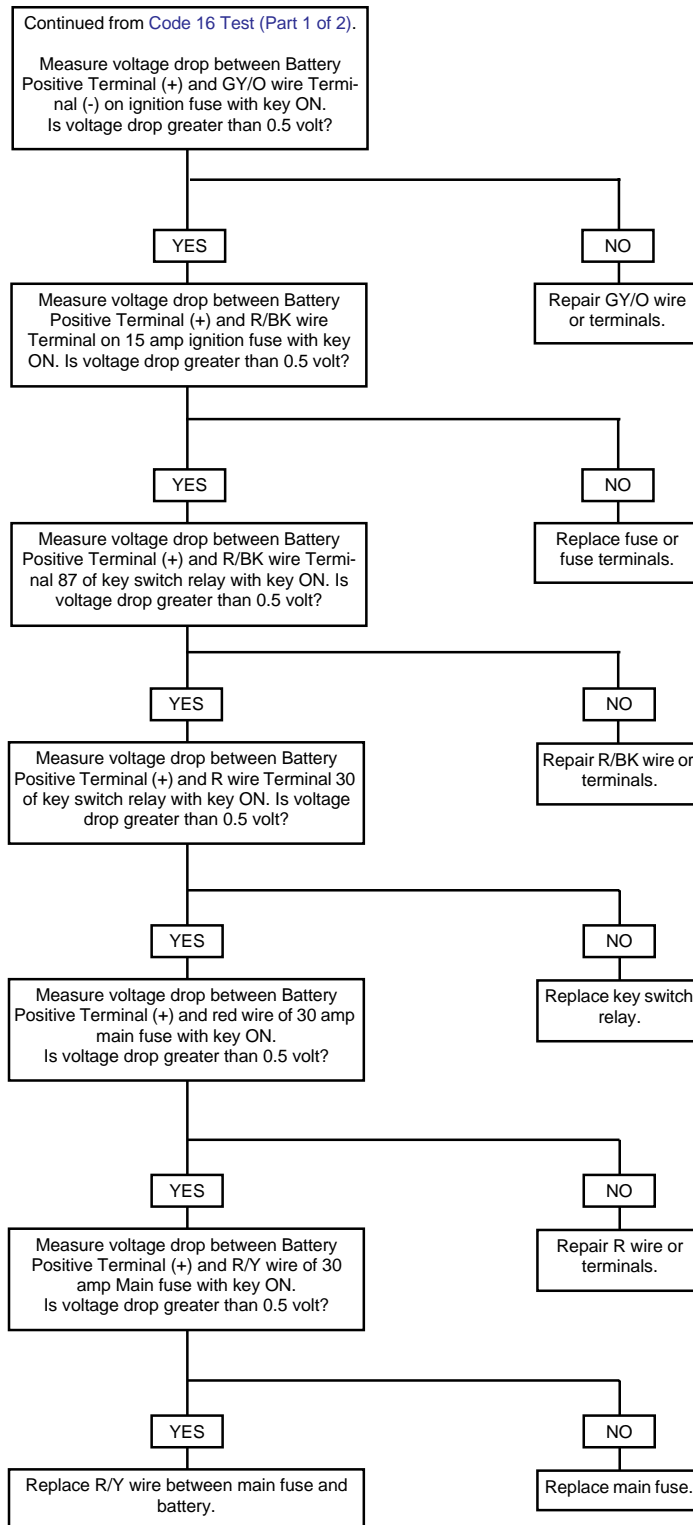 Continued from Code 16 Test (Part 1 of 2).
Measure voltage drop between Battery
Positive Terminal (+) and GY/O wire Termi-
nal (-) on ignition fuse with key ON.
Is voltage drop greater than 0.5 volt?
YES
NO
Measure voltage drop between Battery
Positive Terminal (+) and R/BK wire
Terminal on 15 amp ignition fuse with key
ON. Is voltage drop greater than 0.5 volt?
Repair GY/O wire
or terminals.
YES
NO
Measure voltage drop between Battery
Positive Terminal (+) and R/BK wire Termi-
nal 87 of key switch relay with key ON. Is
voltage drop greater than 0.5 volt?
Replace fuse or
fuse terminals.
YES
NO
Measure voltage drop between Battery
Positive Terminal (+) and R wire Terminal 30
of key switch relay with key ON. Is voltage
drop greater than 0.5 volt?
Repair R/BK wire or
terminals.
YES
NO
Measure voltage drop between Battery
Positive Terminal (+) and red wire of 30 amp
main fuse with key ON.
Is voltage drop greater than 0.5 volt?
Replace key switch
relay.
YES
NO
Measure voltage drop between Battery
Positive Terminal (+) and R/Y wire of 30
amp Main fuse with key ON.
Is voltage drop greater than 0.5 volt?
Repair R wire or
terminals.
YES
NO
Replace R/Y wire between main fuse and
battery.
Replace main fuse.